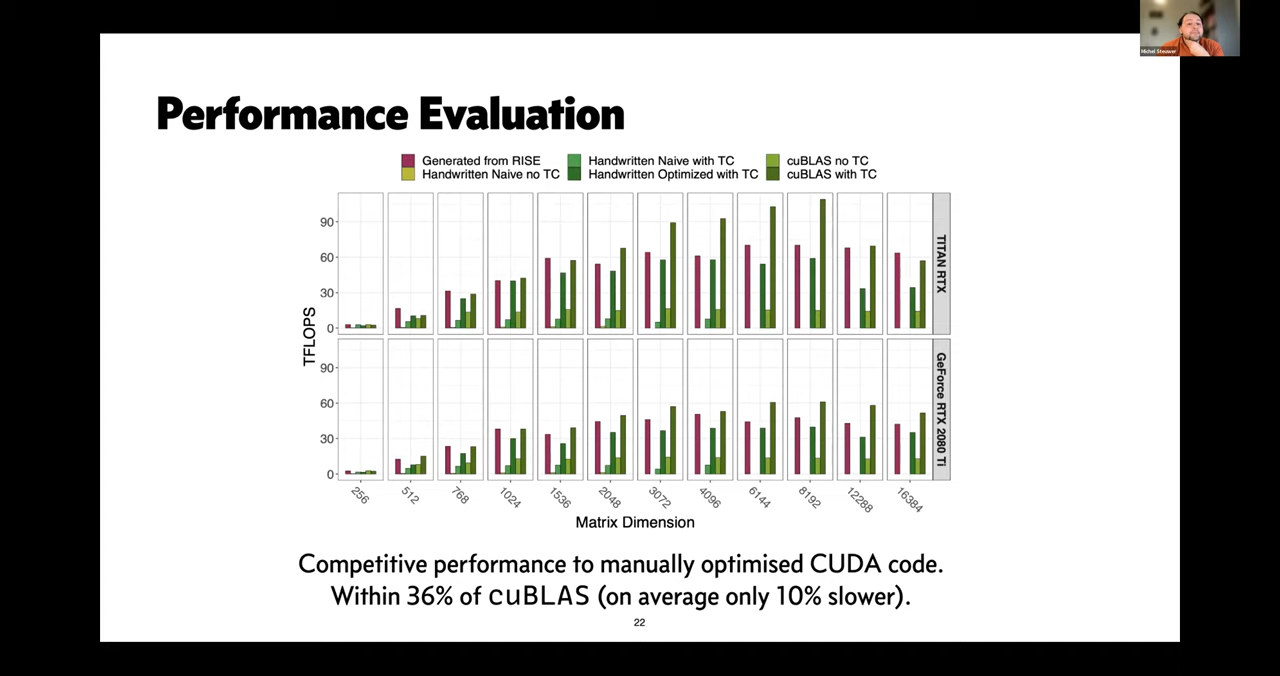 Michel Steuwer
Performance Evaluation
Generated from RISE
Handwritten Naive with TC
cuBLAS no TC
Handwritten Naive no TC
Handwritten Optimized with TC
cuBLAS with TC
90
60
30
0
TITAN RTX
TFLOPS
90
60
30
0
GeForce RTX 2080 Ti
256 512 768 1024 1536 2048 3072 4096 6144 8192 12288 16384
Matrix Dimension
Competitive performance to manually optimised CUDA code.
Within 36% of cuBLAS (on average only 10% slower).
22